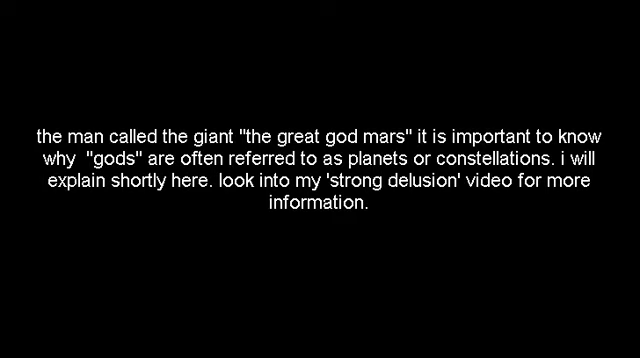 the man called the giant "the great god mars" it is important to know
why  "gods" are often referred to as planets or constellations. i will
explain shortly here. look into my 'strong delusion' video for more
information.